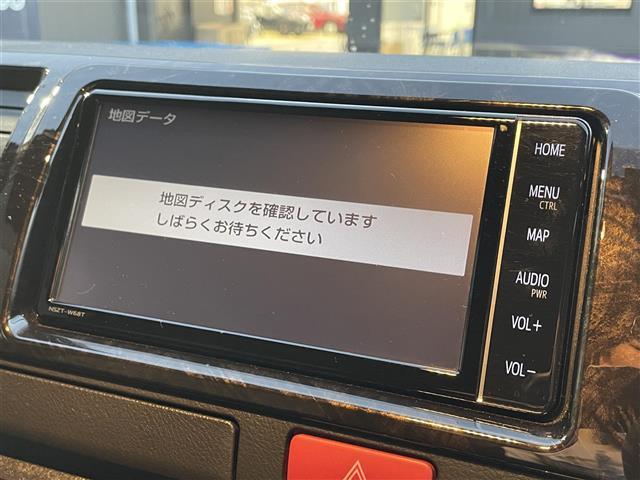 地図データ
地図ディスクを確認しています
しばらくお待ちください
NSZT-W68T
HOME
MENU
CTRL
MAP
AUDIO
PWR
VOL+
VOL−